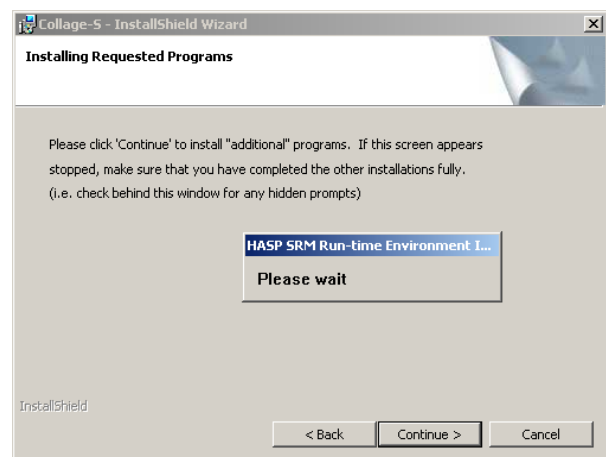 Collage-S - InstallShield Wizard
Installing Requested Programs
Please click 'Continue' to install "additional" programs. If this screen appears
stopped, make sure that you have completed the other installations fully.
(i.e. check behind this window for any hidden prompts)
HASP SRM Run-time Environment I...
Please wait
InstallShield
< Back
Continue >
Cancel